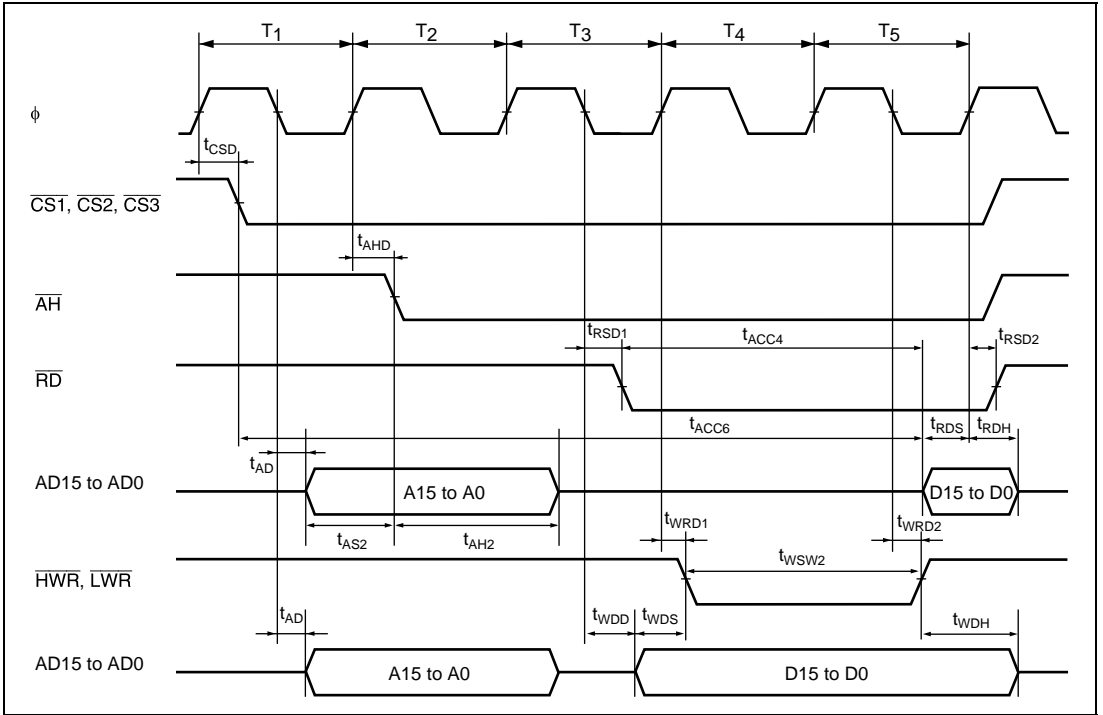 T1 T2 T3 T4 T5
φ
tCSD
CS1, CS2, CS3
tAHD
AH
tRSD1 tACC4 tRSD2
RD
tACC6 tRDS tRDH
tAD
AD15 to AD0 A15 to A0 D15 to D0
tAS2 tAH2 tWRD1 tWRD2
tWSW2
HWR, LWR
tAD tWDD tWDS tWDH
AD15 to AD0 A15 to A0 D15 to D0